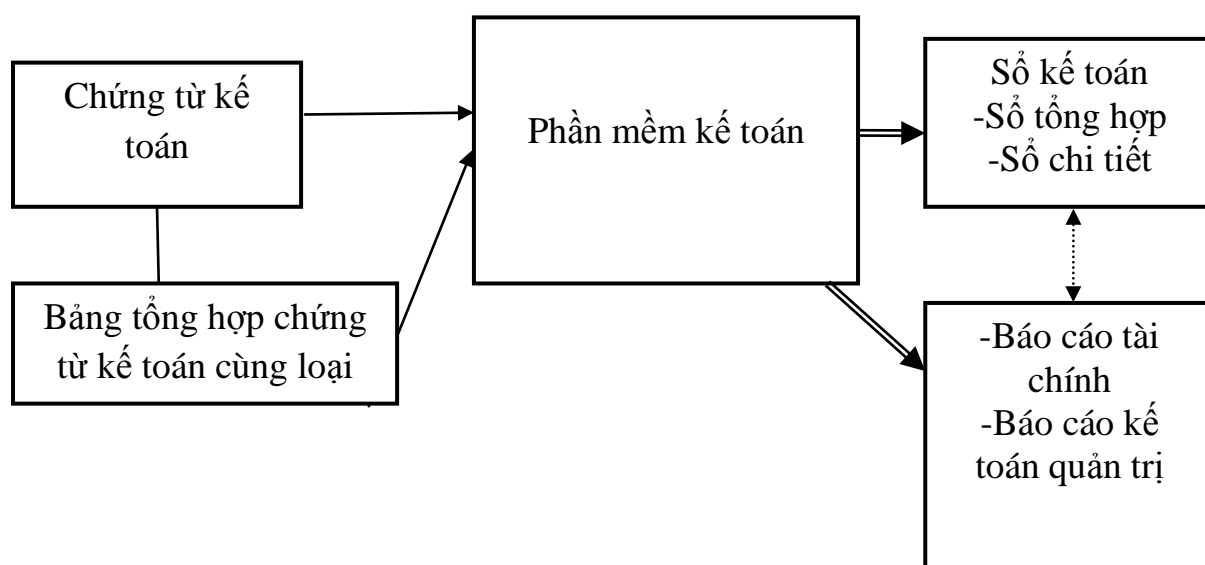 Chứng từ kế
toán
Bảng tổng hợp chứng
từ kế toán cùng loại
Phần mềm kế toán
Sổ kế toán
-Sổ tổng hợp
-Sổ chi tiết
-Báo cáo tài
chính
-Báo cáo kế
toán quản trị